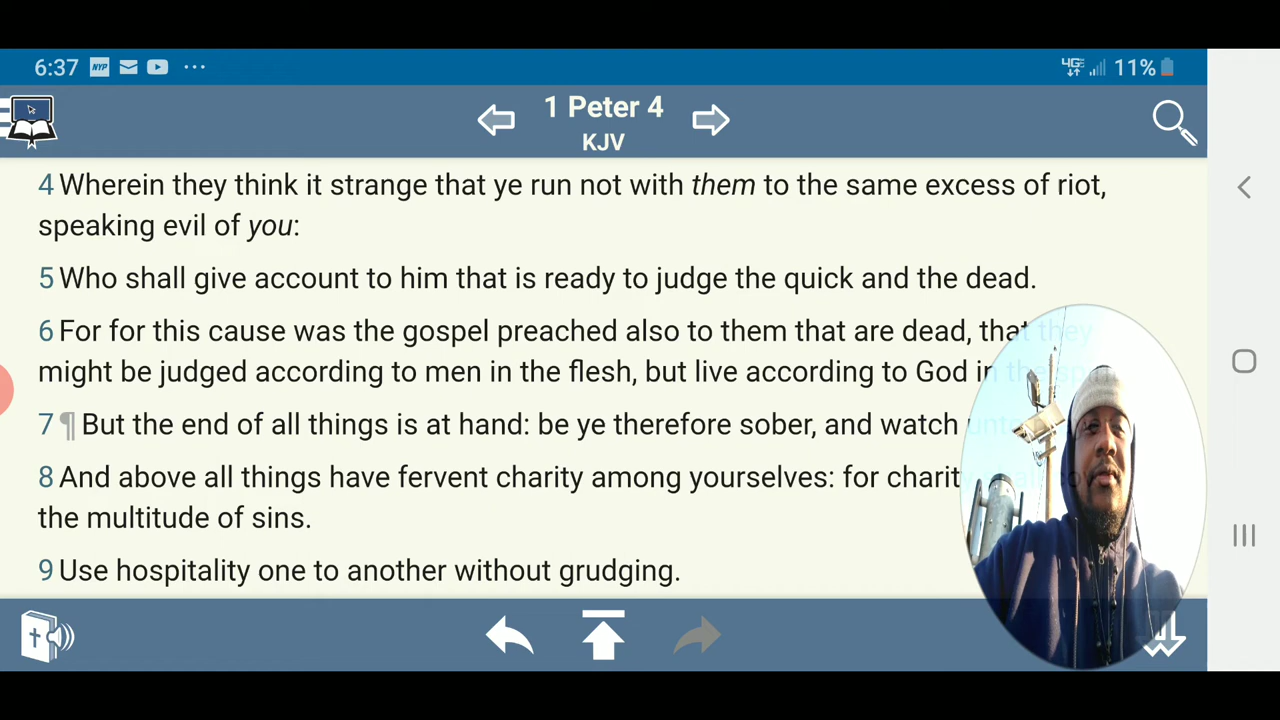 6:37 NYP 4G 11%
1 Peter 4
KJV
4 Wherein they think it strange that ye run not with them to the same excess of riot,
speaking evil of you:
5 Who shall give account to him that is ready to judge the quick and the dead.
6 For for this cause was the gospel preached also to them that are dead, that they
might be judged according to men in the flesh, but live according to God in the
7 ¶ But the end of all things is at hand: be ye therefore sober, and watch unto
8 And above all things have fervent charity among yourselves: for
the multitude of sins.
9 Use hospitality one to another without grudging.